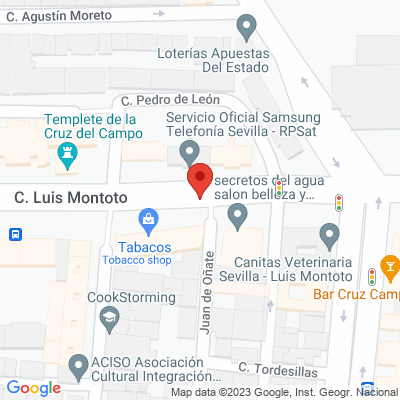 C. Agustín Moreto
Loterías Apuestas
Del Estado
C. Pedro de León
Templete de la
Cruz del Campo
Servicio Oficial Samsung
Telefonía Sevilla - RPSat
secretos del agua
salon belleza y...
C. Luis Montoto
Tabacos
Tobacco shop
Juan de Oñate
Canitas Veterinaria
Sevilla - Luis Montoto
Bar Cruz Camp
CookStorming
ACISO Asociación
Cultural Integración...
C. Tordesillas
Google
Map data ©2023 Google, Inst. Geogr. Nacional